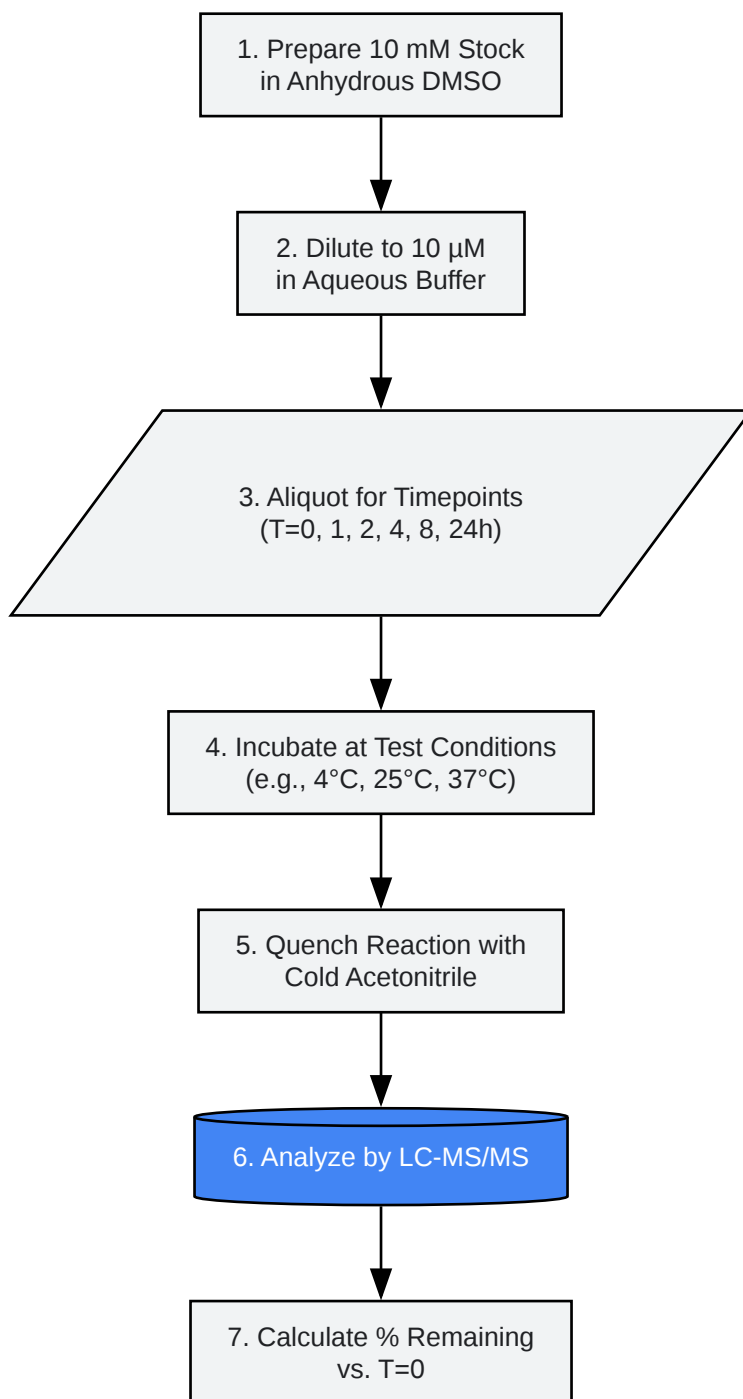 1. Prepare 10 mM Stock
in Anhydrous DMSO
2. Dilute to 10 µM
in Aqueous Buffer
3. Aliquot for Timepoints
(T=0, 1, 2, 4, 8, 24h)
4. Incubate at Test Conditions
(e.g., 4°C, 25°C, 37°C)
5. Quench Reaction with
Cold Acetonitrile
6. Analyze by LC-MS/MS
7. Calculate % Remaining
vs. T=0